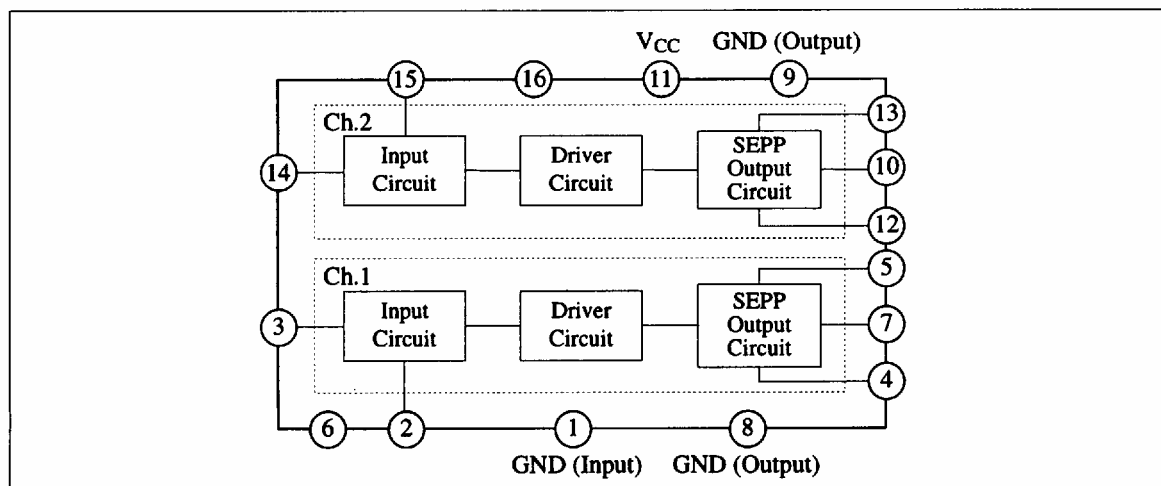 VCC GND (Output)
15 16 11 9
Ch.2
13
Input Circuit
Driver Circuit
SEPP Output Circuit
14
10
12
Ch.1
5
Input Circuit
Driver Circuit
SEPP Output Circuit
3
7
4
6 2 1 8
GND (Input) GND (Output)